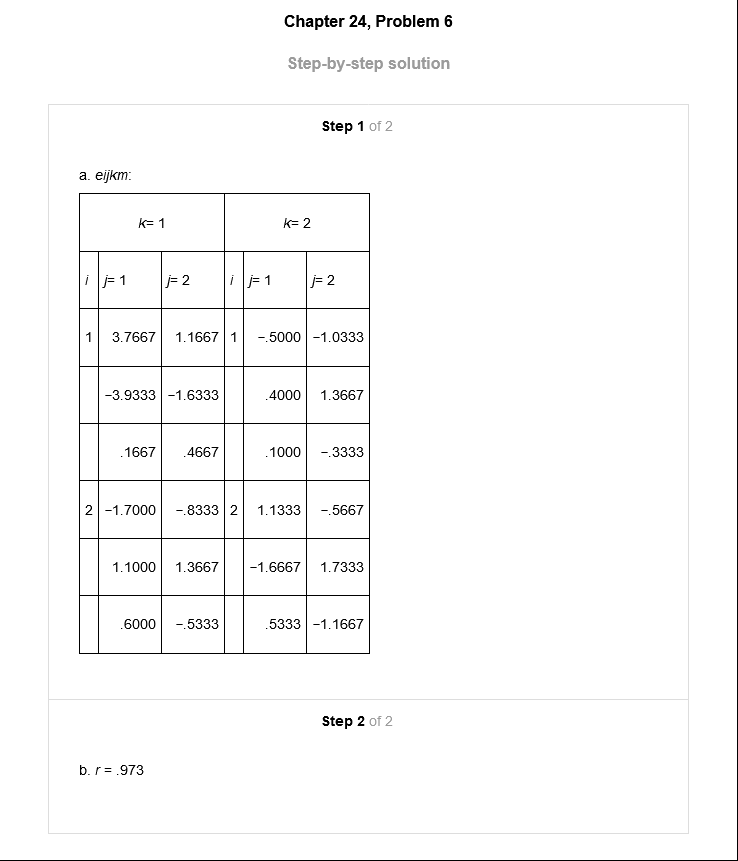 Chapter 24, Problem 6
Step-by-step solution
Step 1 of 2
a. eijkm:
k= 1 k= 2
i j= 1 j= 2 i j= 1 j= 2
1 3.7667 1.1667 1 −.5000 −1.0333
−3.9333 −1.6333 .4000 1.3667
.1667 .4667 .1000 −.3333
2 −1.7000 −.8333 2 1.1333 −.5667
1.1000 1.3667 −1.6667 1.7333
.6000 −.5333 .5333 −1.1667
Step 2 of 2
b. r = .973